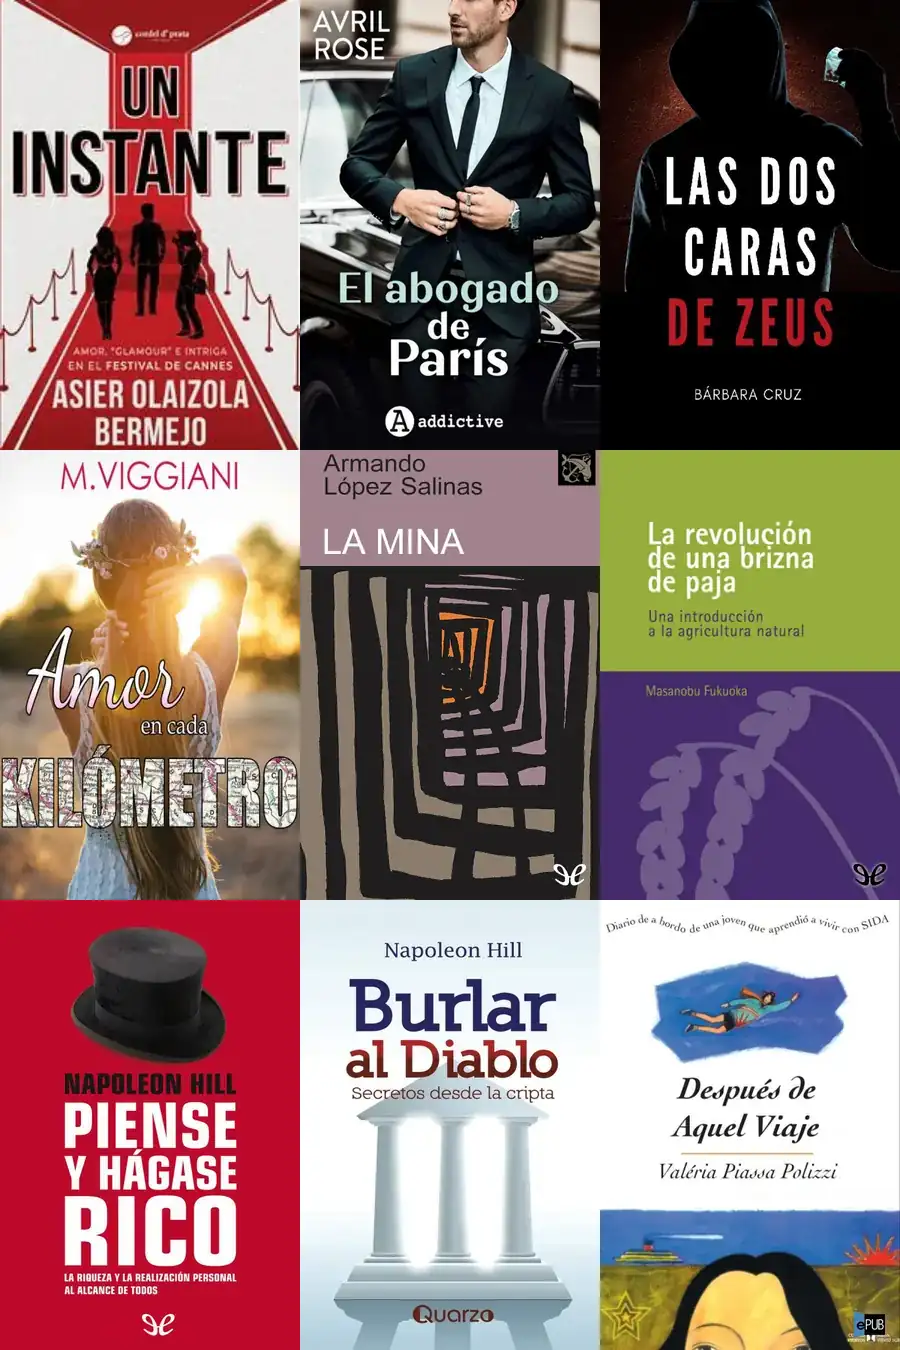 cordel d' prata
UN
INSTANTE
AMOR, "GLAMOUR" E INTRIGA
EN EL FESTIVAL DE CANNES
ASIER OLAIZOLA
BERMEJO
AVRIL
ROSE
El abogado
de
París
A addictive
LAS DOS
CARAS
DE ZEUS
BÁRBARA CRUZ
M.VIGGIANI
Amor
en cada
KILÓMETRO
Armando
López Salinas
LA MINA
La revolución
de una brizna
de paja
Una introducción
a la agricultura natural
Masanobu Fukuoka
NAPOLEON HILL
PIENSE
Y HÁGASE
RICO
LA RIQUEZA Y LA REALIZACIÓN PERSONAL
AL ALCANCE DE TODOS
Napoleon Hill
Burlar
al Diablo
Secretos desde la cripta
Quarzo
Diario de a bordo de una joven que aprendió a vivir con SIDA
Después de
Aquel Viaje
Valéria Piassa Polizzi
ePUB